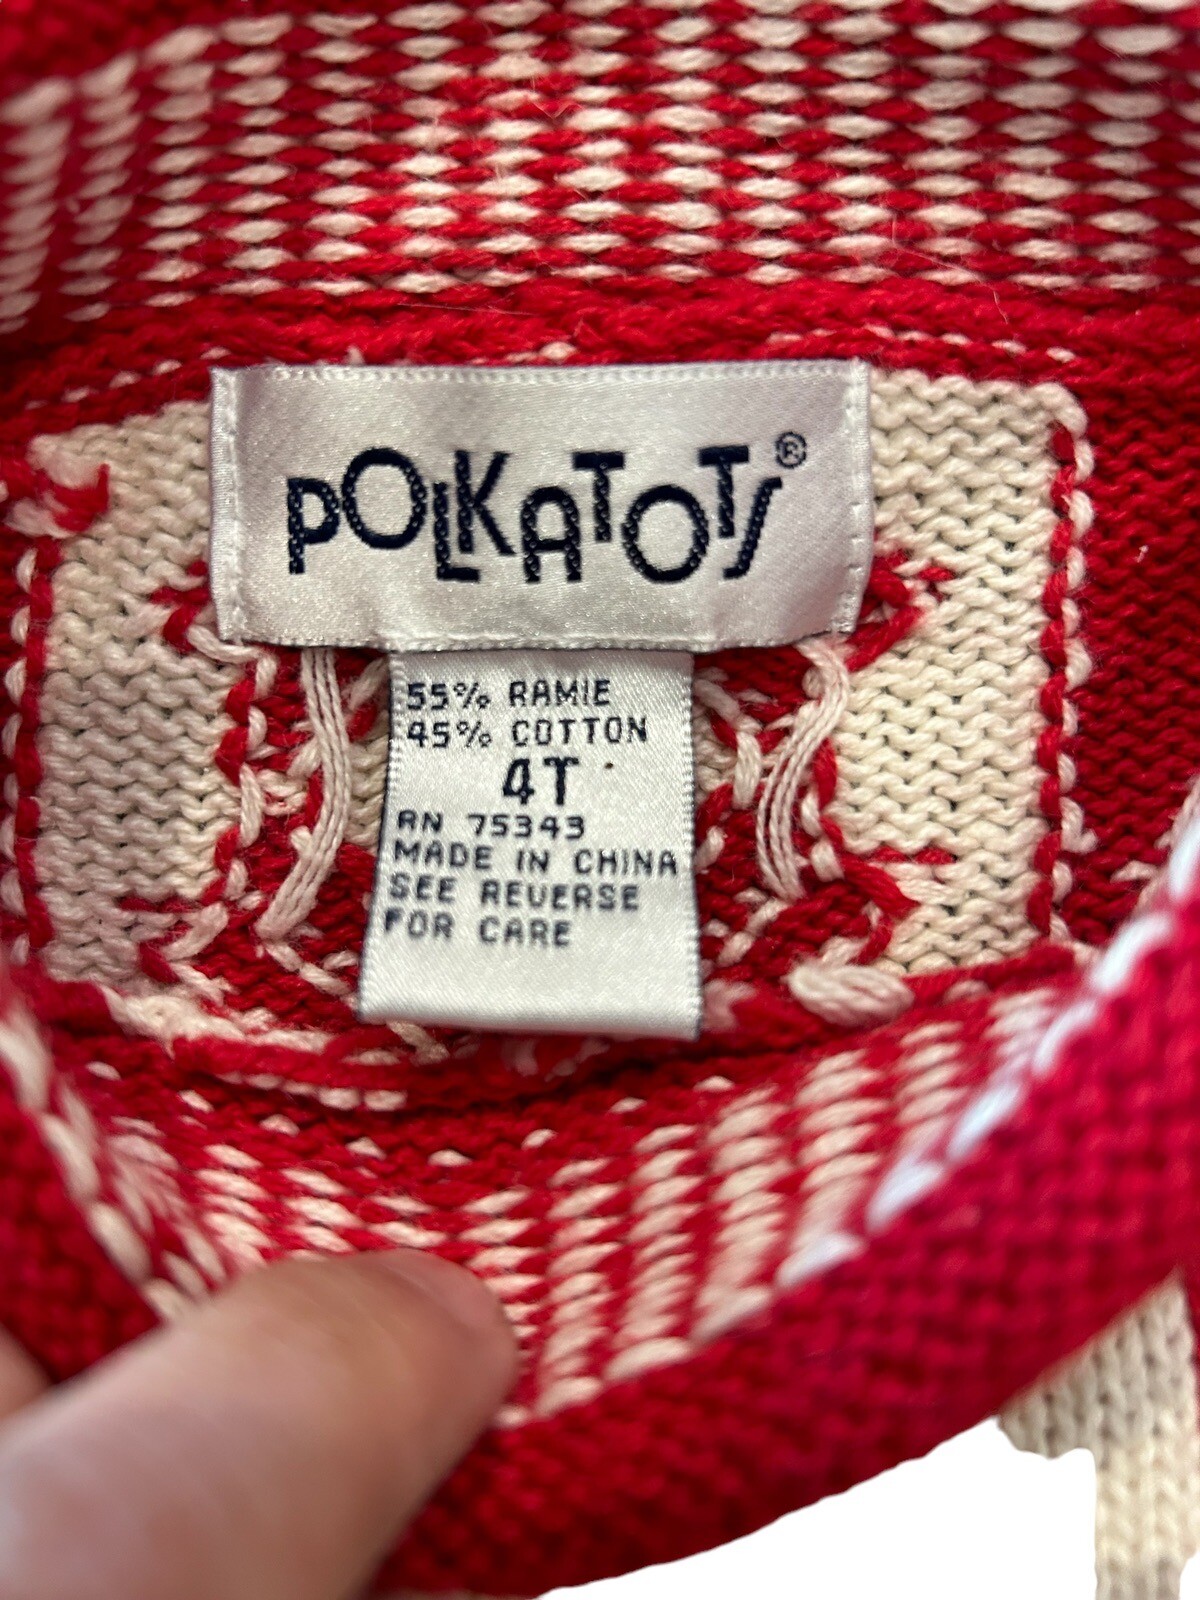 POLKATOTS®
55% RAMIE
45% COTTON
4T
RN 75343
MADE IN CHINA
SEE REVERSE
FOR CARE